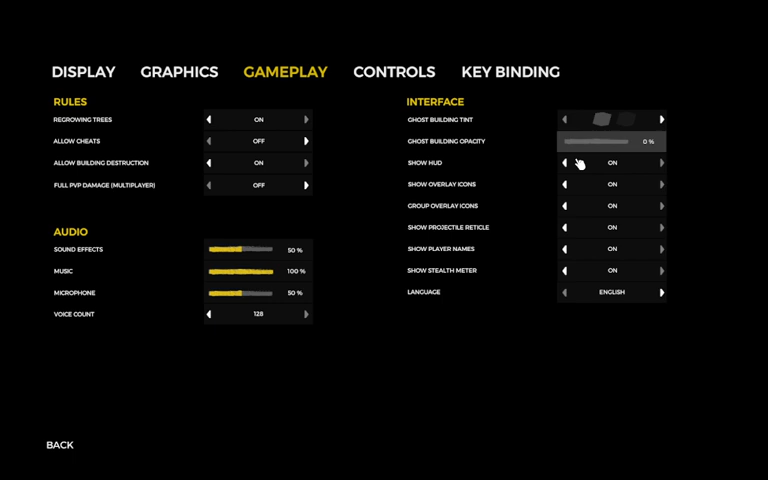 DISPLAY GRAPHICS GAMEPLAY CONTROLS KEY BINDING
RULES
REGROWING TREES ON
ALLOW CHEATS OFF
ALLOW BUILDING DESTRUCTION ON
FULL PVP DAMAGE (MULTIPLAYER) OFF
AUDIO
SOUND EFFECTS 50 %
MUSIC 100 %
MICROPHONE 50 %
VOICE COUNT 128
INTERFACE
GHOST BUILDING TINT
GHOST BUILDING OPACITY 0 %
SHOW HUD ON
SHOW OVERLAY ICONS ON
GROUP OVERLAY ICONS ON
SHOW PROJECTILE RETICLE ON
SHOW PLAYER NAMES ON
SHOW STEALTH METER ON
LANGUAGE ENGLISH
BACK